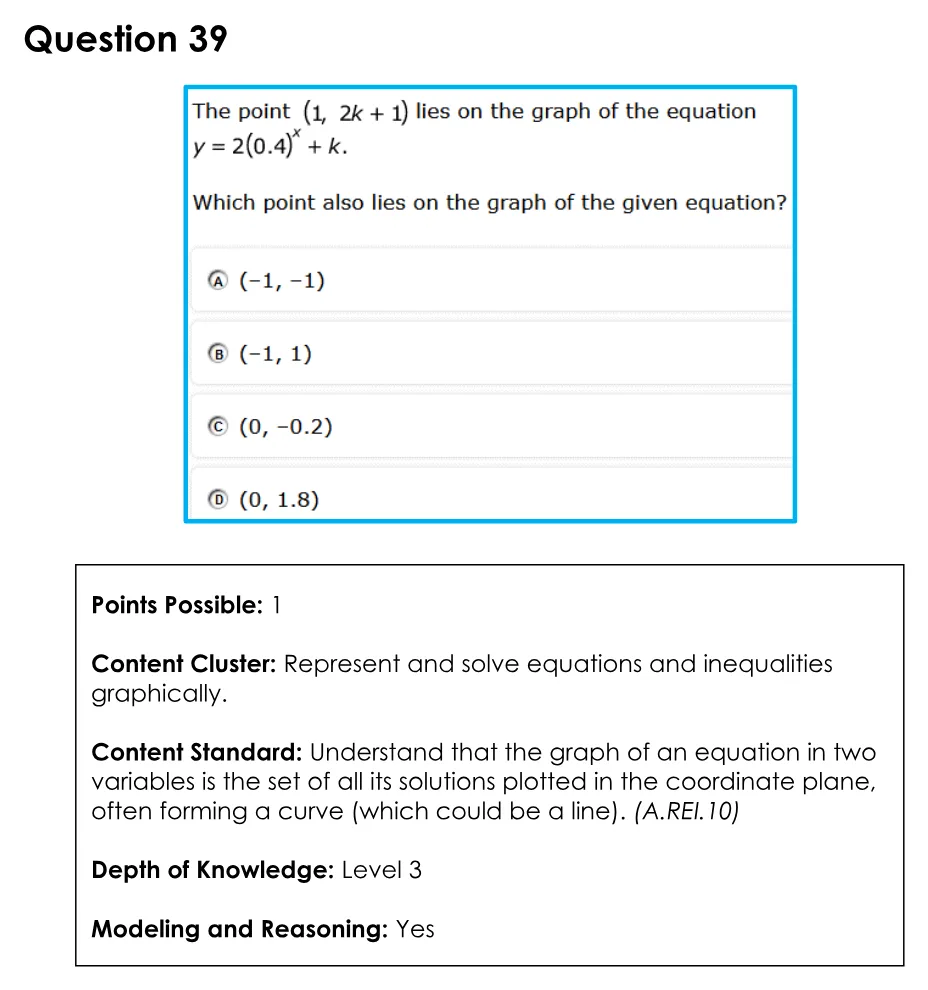 Question 39
The point (1, 2k + 1) lies on the graph of the equation
y = 2(0.4)^x + k.
Which point also lies on the graph of the given equation?
Ⓐ (−1, −1)
Ⓑ (−1, 1)
Ⓒ (0, −0.2)
Ⓓ (0, 1.8)
Points Possible: 1
Content Cluster: Represent and solve equations and inequalities
graphically.
Content Standard: Understand that the graph of an equation in two
variables is the set of all its solutions plotted in the coordinate plane,
often forming a curve (which could be a line). (A.REI.10)
Depth of Knowledge: Level 3
Modeling and Reasoning: Yes